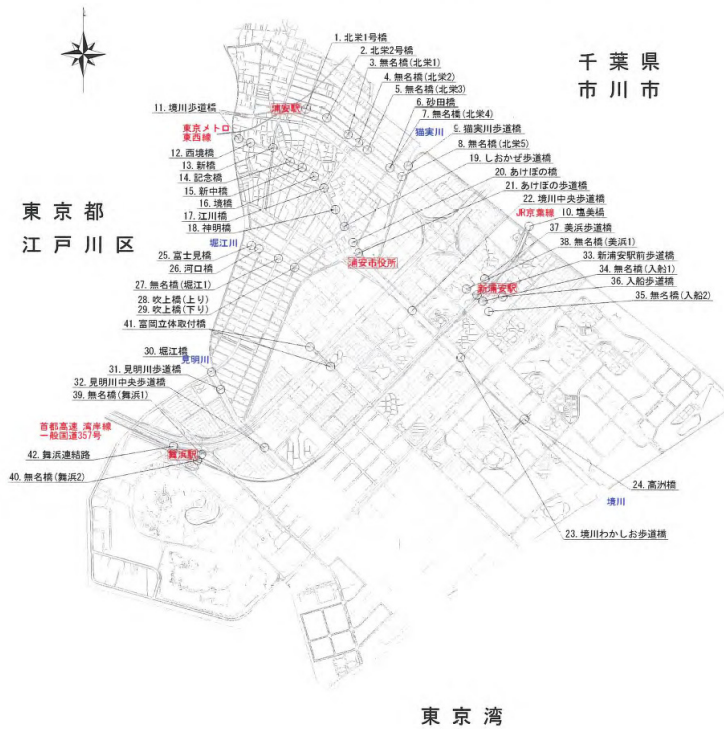 1. 北栄1号橋
2. 北栄2号橋
3. 無名橋(北栄1)
4. 無名橋(北栄2)
5. 無名橋(北栄3)
6. 砂田橋
7. 無名橋(北栄4)
猫実川
9. 猫実川歩道橋
8. 無名橋(北栄5)
19. しおかぜ歩道橋
20. あけぼの橋
21. あけぼの歩道橋
22. 境川中央歩道橋
JR京葉線
10. 塩美橋
37 美浜歩道橋
38. 無名橋(美浜1)
33. 新浦安駅前歩道橋
34. 無名橋(入船1)
36. 入船歩道橋
35. 無名橋(入船2)
千葉県
市川市
浦安駅
11. 境川歩道橋
東京メトロ
東西線
12. 西境橋
13. 新橋
14. 記念橋
15. 新中橋
16. 境橋
17. 江川橋
18. 神明橋
東京都
江戸川区
堀江川
25. 富士見橋
26. 河口橋
27. 無名橋(堀江1)
28. 吹上橋(上り)
29. 吹上橋(下り)
41. 富岡立体取付橋
浦安市役所
新浦安駅
30. 堀江橋
見明川
31. 見明川歩道橋
32. 見明川中央歩道橋
39. 無名橋(舞浜1)
首都高速 湾岸線
一般国道357号
42. 舞浜連結路
舞浜駅
40. 無名橋(舞浜2)
24. 高洲橋
境川
23. 境川わかしお歩道橋
東京湾